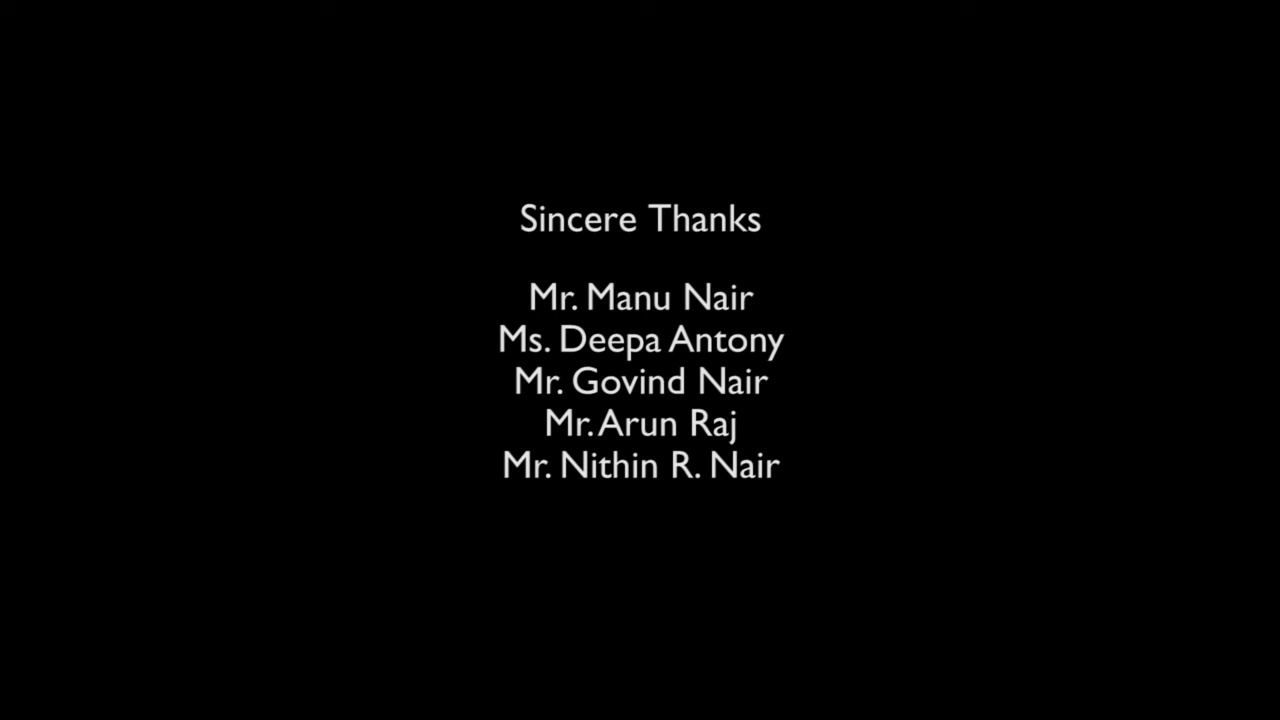 Sincere Thanks
Mr. Manu Nair
Ms. Deepa Antony
Mr. Govind Nair
Mr. Arun Raj
Mr. Nithin R. Nair